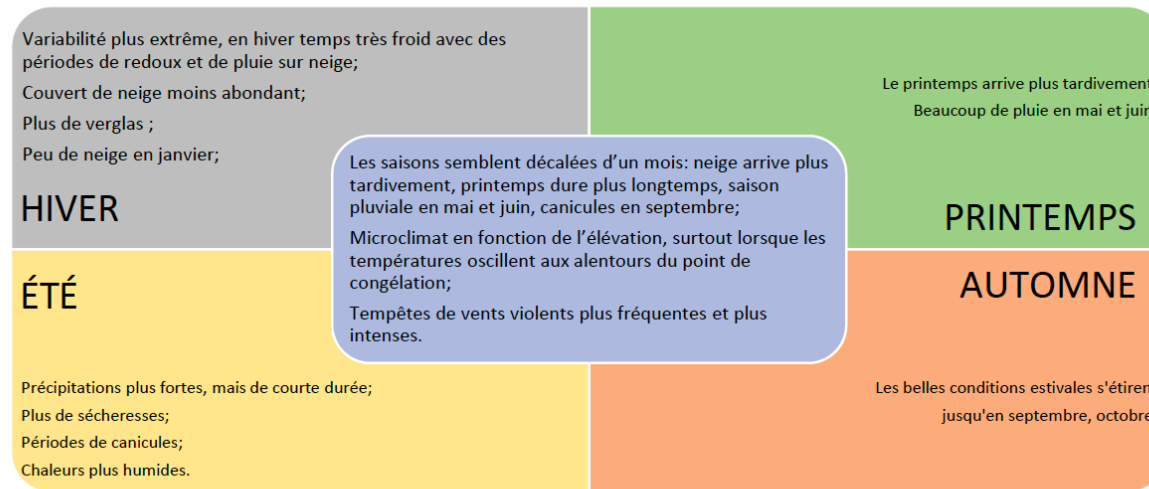 Variabilité plus extrême, en hiver temps très froid avec des
périodes de redoux et de pluie sur neige;
Couvert de neige moins abondant;
Plus de verglas ;
Peu de neige en janvier;
HIVER
Le printemps arrive plus tardivement
Beaucoup de pluie en mai et juin
PRINTEMPS
Les saisons semblent décalées d’un mois: neige arrive plus
tardivement, printemps dure plus longtemps, saison
pluviale en mai et juin, canicules en septembre;
Microclimat en fonction de l’élévation, surtout lorsque les
températures oscillent aux alentours du point de
congélation;
Tempêtes de vents violents plus fréquentes et plus
intenses.
ÉTÉ
Précipitations plus fortes, mais de courte durée;
Plus de sécheresses;
Périodes de canicules;
Chaleurs plus humides.
AUTOMNE
Les belles conditions estivales s'étiren
jusqu'en septembre, octobre